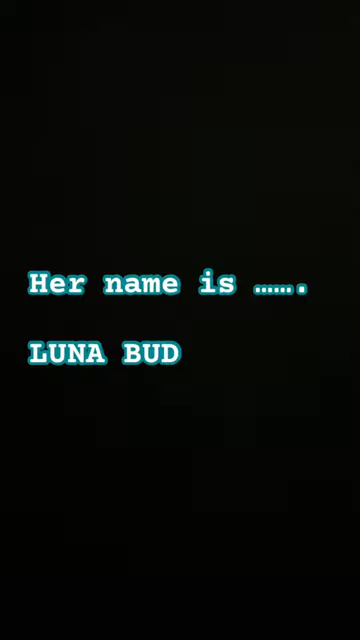 Her name is …….
LUNA BUD